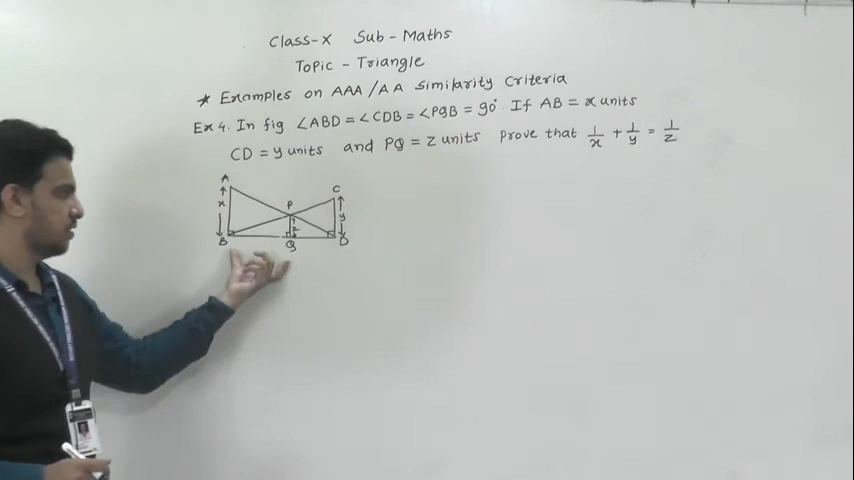 Class-X Sub - Maths
Topic - Triangle
* Examples on AAA/AA Similarity Criteria
Ex 4. In fig ∠ABD = ∠CDB = ∠PQB = 90° If AB = x units
CD = y units and PQ = z units Prove that 1/x + 1/y = 1/z
A
C
x
P
y
z
B
Q
D